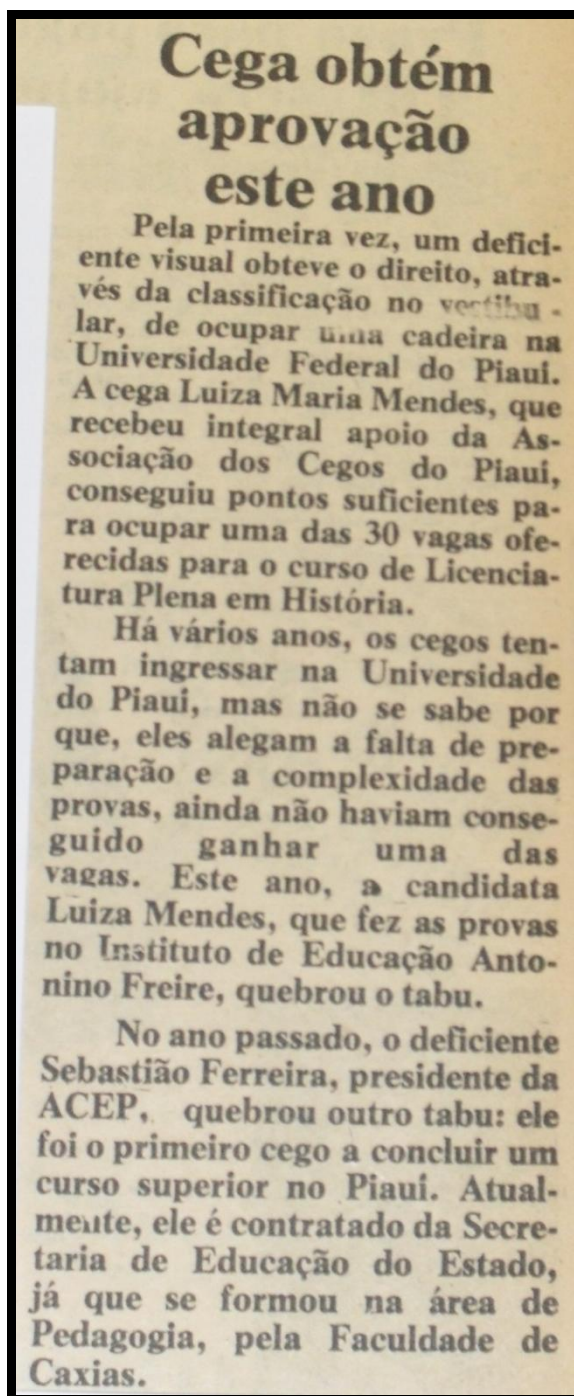 Cega obtém
aprovação
este ano
Pela primeira vez, um defici-
ente visual obteve o direito, atra-
vés da classificação no vestibu-
lar, de ocupar uma cadeira na
Universidade Federal do Piaui.
A cega Luiza Maria Mendes, que
recebeu integral apoio da As-
sociação dos Cegos do Piaui,
conseguiu pontos suficientes pa-
ra ocupar uma das 30 vagas ofe-
recidas para o curso de Licencia-
tura Plena em História.
Há vários anos, os cegos ten-
tam ingressar na Universidade
do Piaui, mas não se sabe por
que, eles alegam a falta de pre-
paração e a complexidade das
provas, ainda não haviam conse-
guido ganhar uma das
vagas. Este ano, a candidata
Luiza Mendes, que fez as provas
no Instituto de Educação Anto-
nino Freire, quebrou o tabu.
No ano passado, o deficiente
Sebastião Ferreira, presidente da
ACEP, quebrou outro tabu: ele
foi o primeiro cego a concluir um
curso superior no Piaui. Atual-
mente, ele é contratado da Secre-
taria de Educação do Estado,
já que se formou na área de
Pedagogia, pela Faculdade de
Caxias.